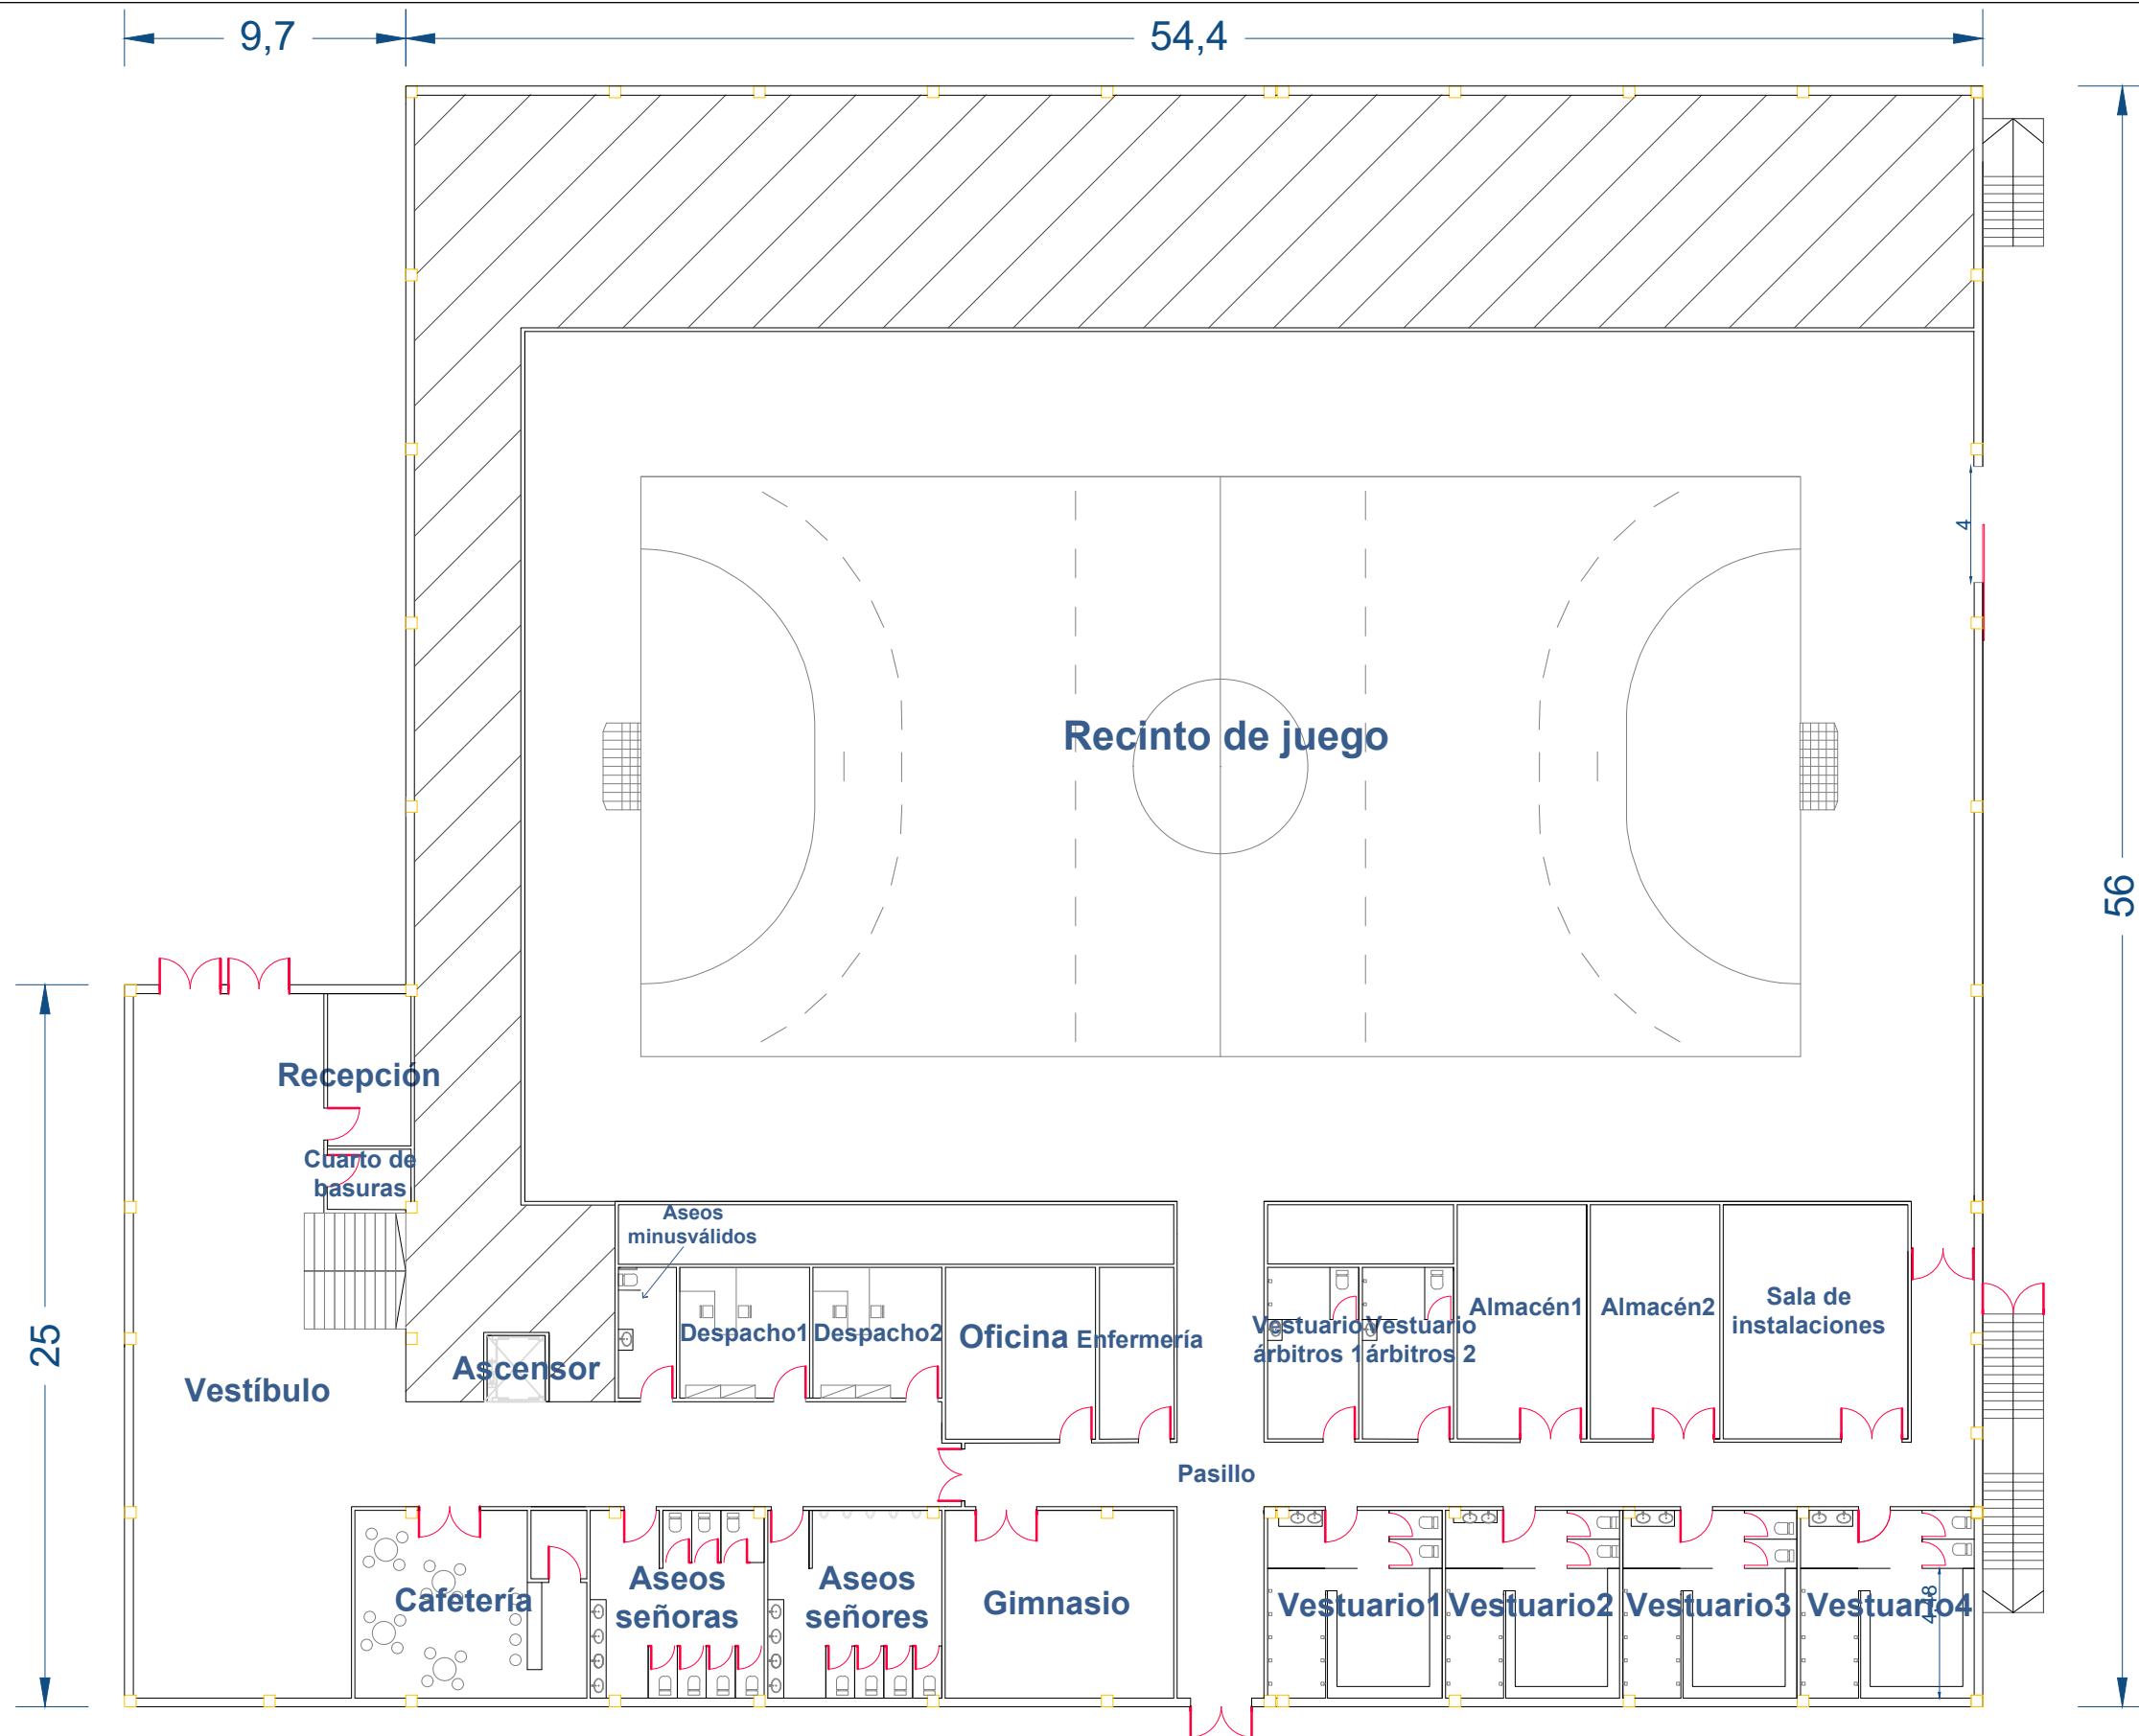 9,7
54,4
56
4
Recinto de juego
25
Recepción
Cuarto de
basuras
Aseos
minusválidos
Vestíbulo
Ascensor
Despacho1
Despacho2
Oficina
Enfermería
Vestuario
árbitros 1
Vestuario
árbitros 2
Almacén1
Almacén2
Sala de
instalaciones
Pasillo
Cafetería
Aseos
señoras
Aseos
señores
Gimnasio
Vestuario1
Vestuario2
Vestuario3
Vestuario4
4,48